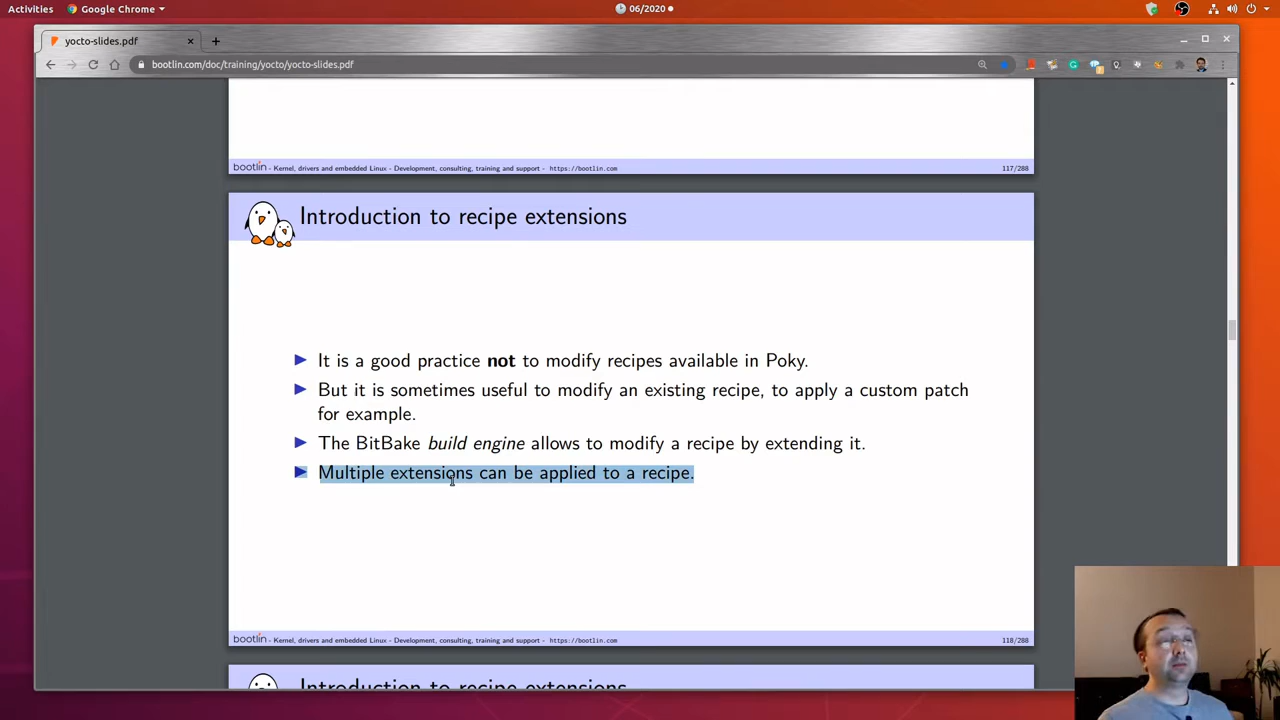 Activities Google Chrome 06/2020
yocto-slides.pdf
bootlin.com/doc/training/yocto/yocto-slides.pdf
bootlin - Kernel, drivers and embedded Linux - Development, consulting, training and support - https://bootlin.com 117/288
Introduction to recipe extensions
▶ It is a good practice not to modify recipes available in Poky.
▶ But it is sometimes useful to modify an existing recipe, to apply a custom patch
for example.
▶ The BitBake build engine allows to modify a recipe by extending it.
▶ Multiple extensions can be applied to a recipe.
bootlin - Kernel, drivers and embedded Linux - Development, consulting, training and support - https://bootlin.com 118/288
Introduction to recipe extensions